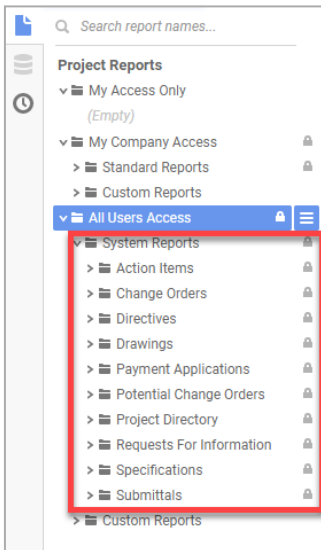 Search report names...
Project Reports
My Access Only
(Empty)
My Company Access
Standard Reports
Custom Reports
All Users Access
System Reports
Action Items
Change Orders
Directives
Drawings
Payment Applications
Potential Change Orders
Project Directory
Requests For Information
Specifications
Submittals
Custom Reports